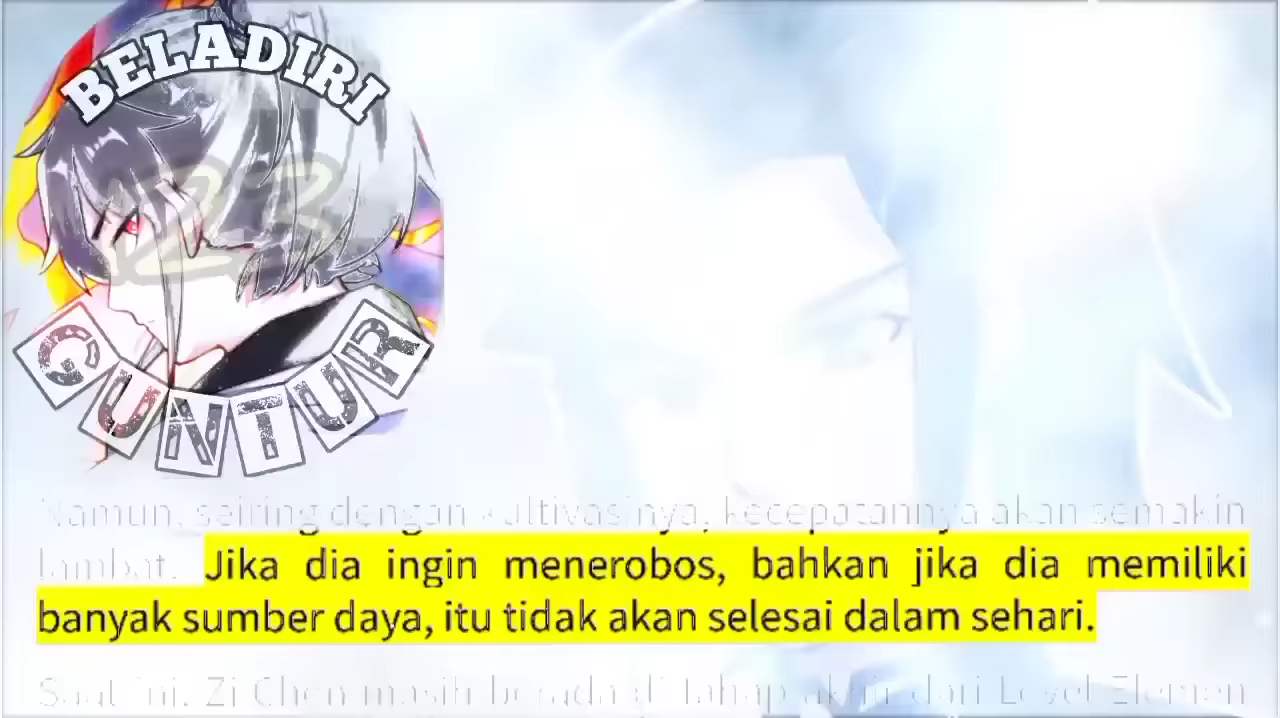 BELADIRI
23
GUNTUR
Namun, seiring dengan kultivasinya, kecepatannya akan semakin
lambat. Jika dia ingin menerobos, bahkan jika dia memiliki
banyak sumber daya, itu tidak akan selesai dalam sehari.
Saat ini, Zi Chen masih berada di tahap akhir dari Level Elemen